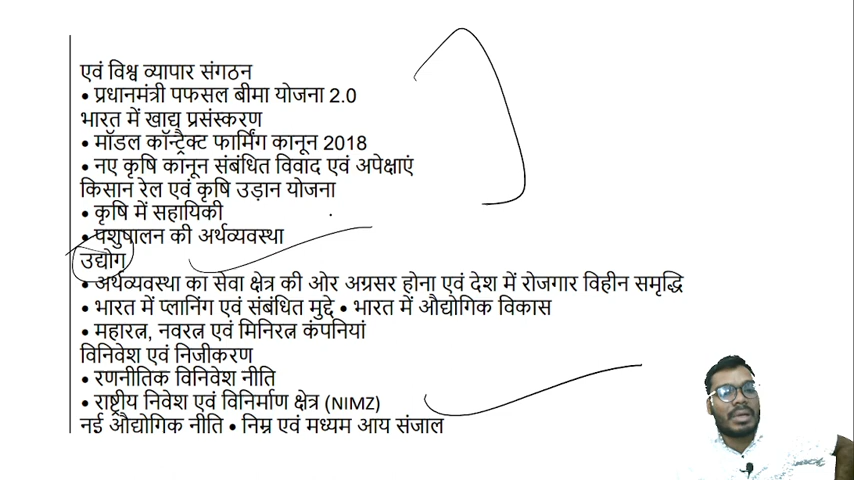 एवं विश्व व्यापार संगठन
• प्रधानमंत्री पफसल बीमा योजना 2.0
भारत में खाद्य प्रसंस्करण
• मॉडल कॉन्ट्रैक्ट फार्मिंग कानून 2018
• नए कृषि कानून संबंधित विवाद एवं अपेक्षाएं
किसान रेल एवं कृषि उड़ान योजना
• कृषि में सहायिकी
• पशुपालन की अर्थव्यवस्था
उद्योग
• अर्थव्यवस्था का सेवा क्षेत्र की ओर अग्रसर होना एवं देश में रोजगार विहीन समृद्धि
• भारत में प्लानिंग एवं संबंधित मुद्दे • भारत में औद्योगिक विकास
• महारत्न, नवरत्न एवं मिनिरत्न कंपनियां
विनिवेश एवं निजीकरण
• रणनीतिक विनिवेश नीति
• राष्ट्रीय निवेश एवं विनिर्माण क्षेत्र (NIMZ)
नई औद्योगिक नीति • निम्न एवं मध्यम आय संजाल